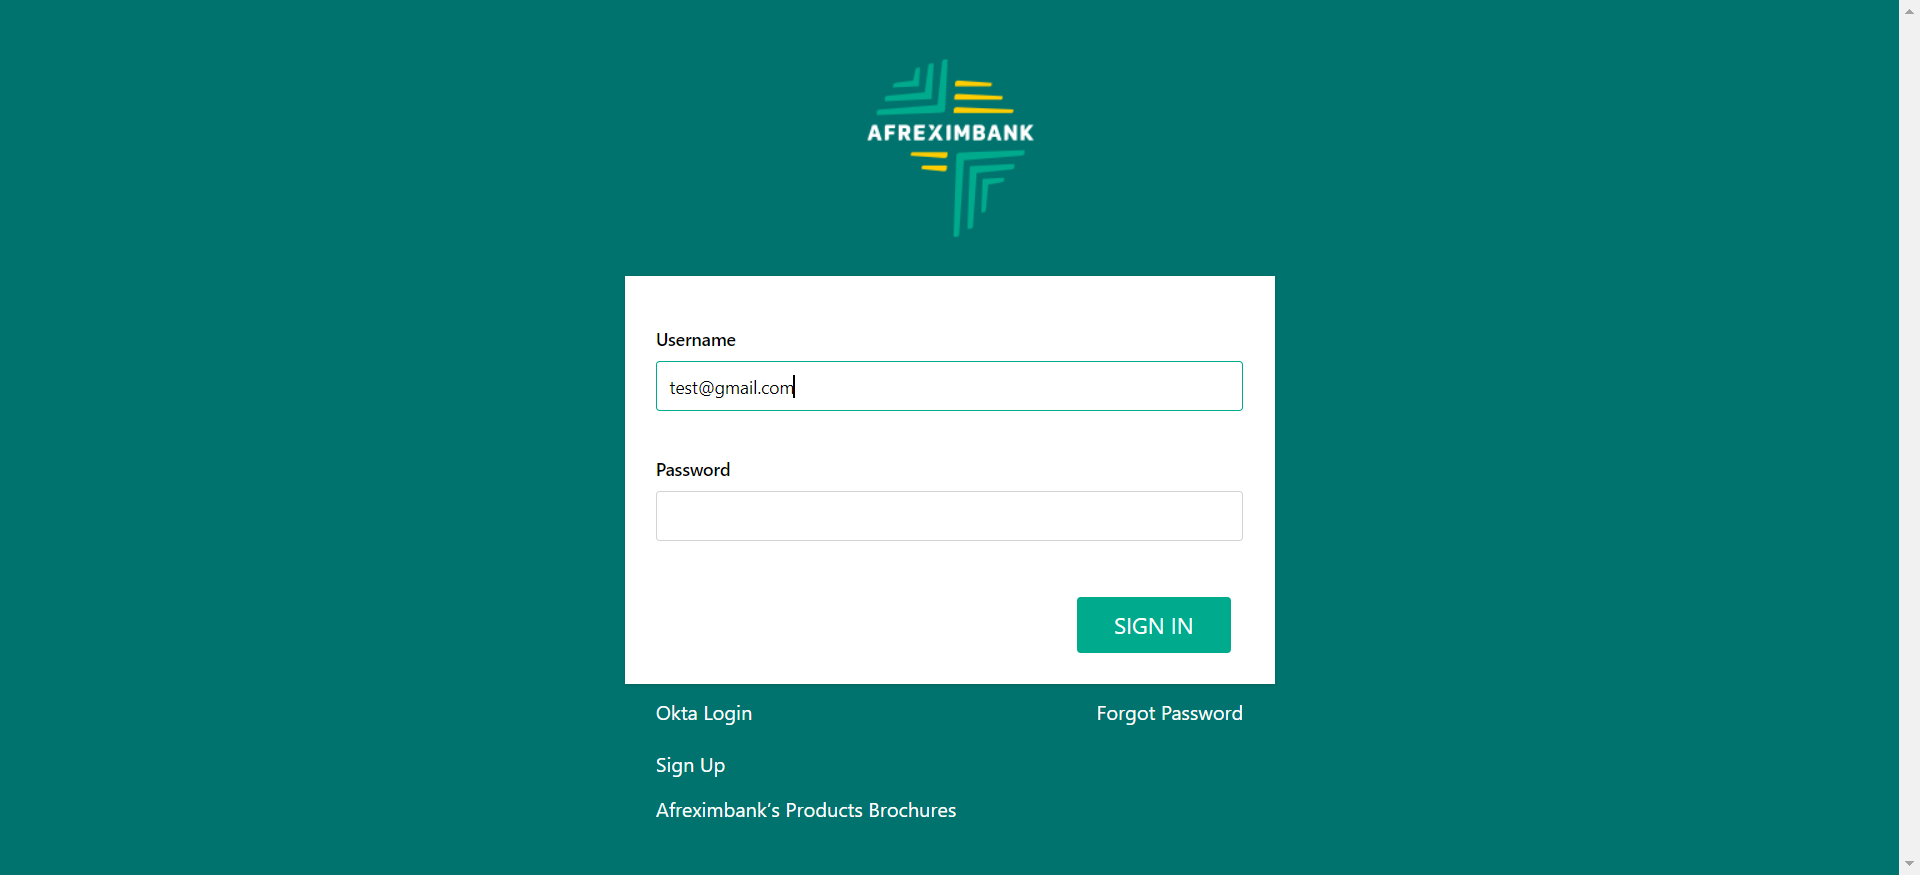 AFREXIMBANK
Username
test@gmail.com
Password
SIGN IN
Okta Login
Forgot Password
Sign Up
Afreximbank’s Products Brochures